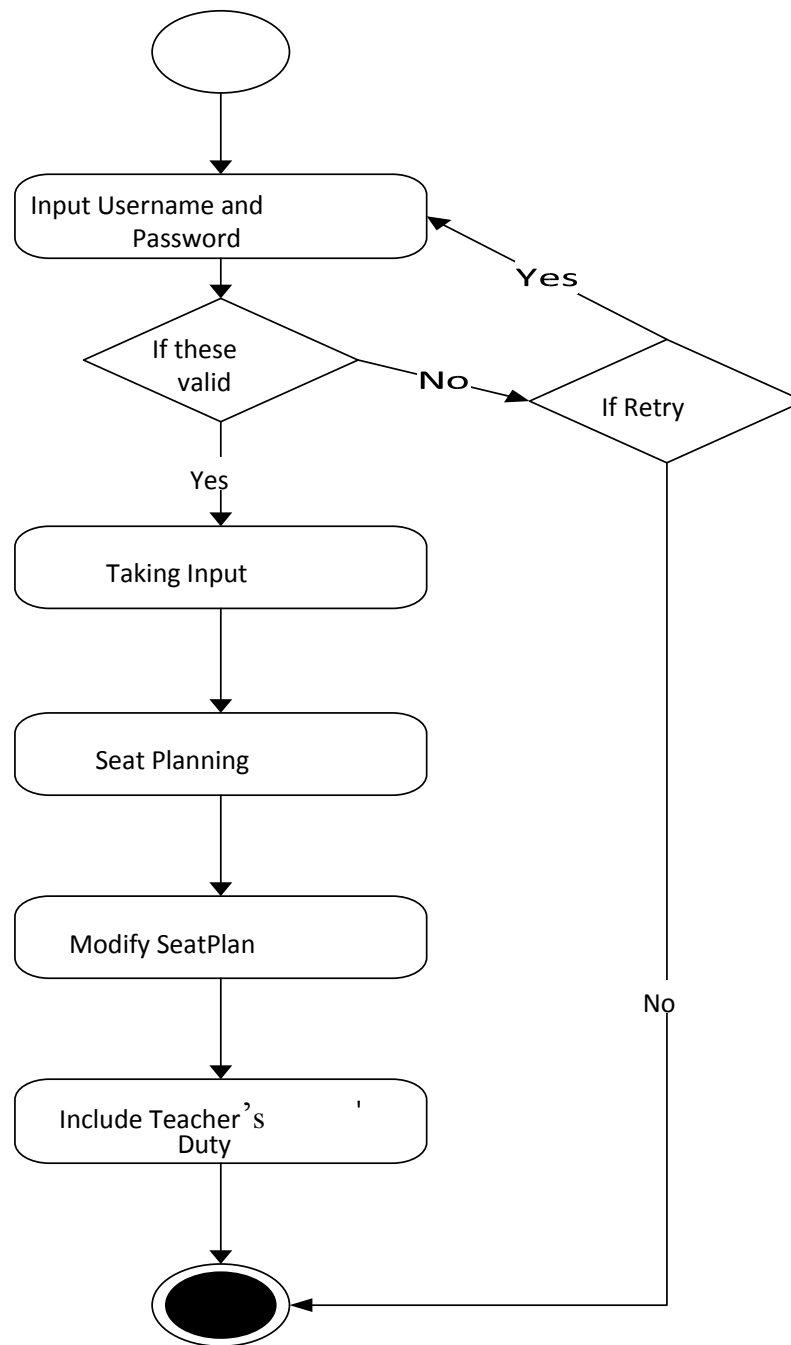 Input Username and
Password
Yes
If these
valid
No
If Retry
Yes
Taking Input
Seat Planning
Modify SeatPlan
No
Include Teacher’s '
Duty